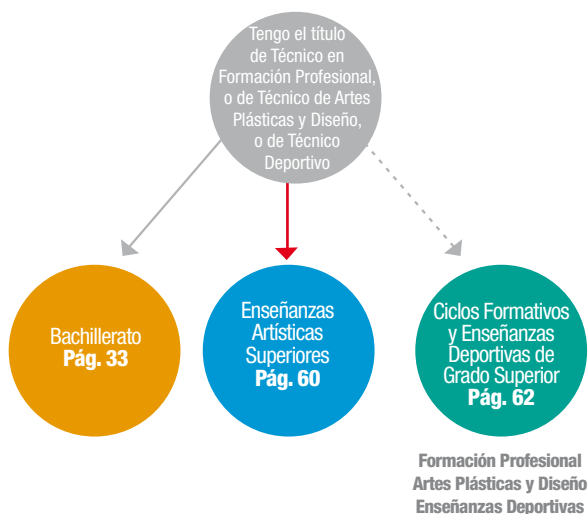 Tengo el título
de Técnico en
Formación Profesional,
o de Técnico de Artes
Plásticas y Diseño,
o de Técnico
Deportivo
Bachillerato
Pág. 33
Enseñanzas
Artísticas
Superiores
Pág. 60
Ciclos Formativos
y Enseñanzas
Deportivas de
Grado Superior
Pág. 62
Formación Profesional
Artes Plásticas y Diseño
Enseñanzas Deportivas